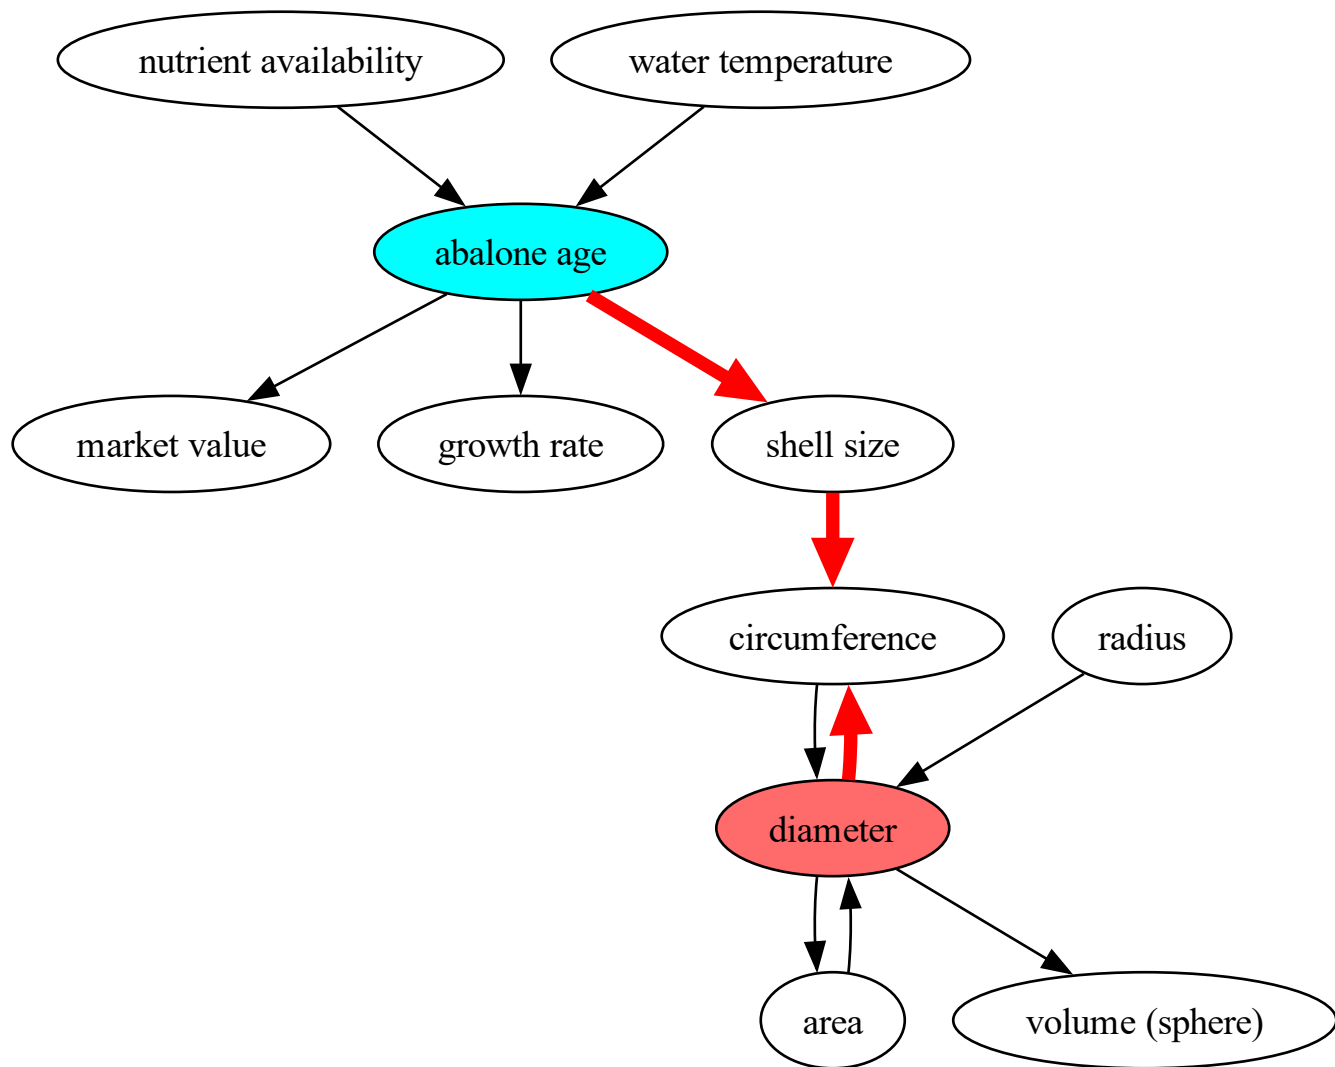 nutrient availability
water temperature
abalone age
market value
growth rate
shell size
circumference
radius
diameter
area
volume (sphere)